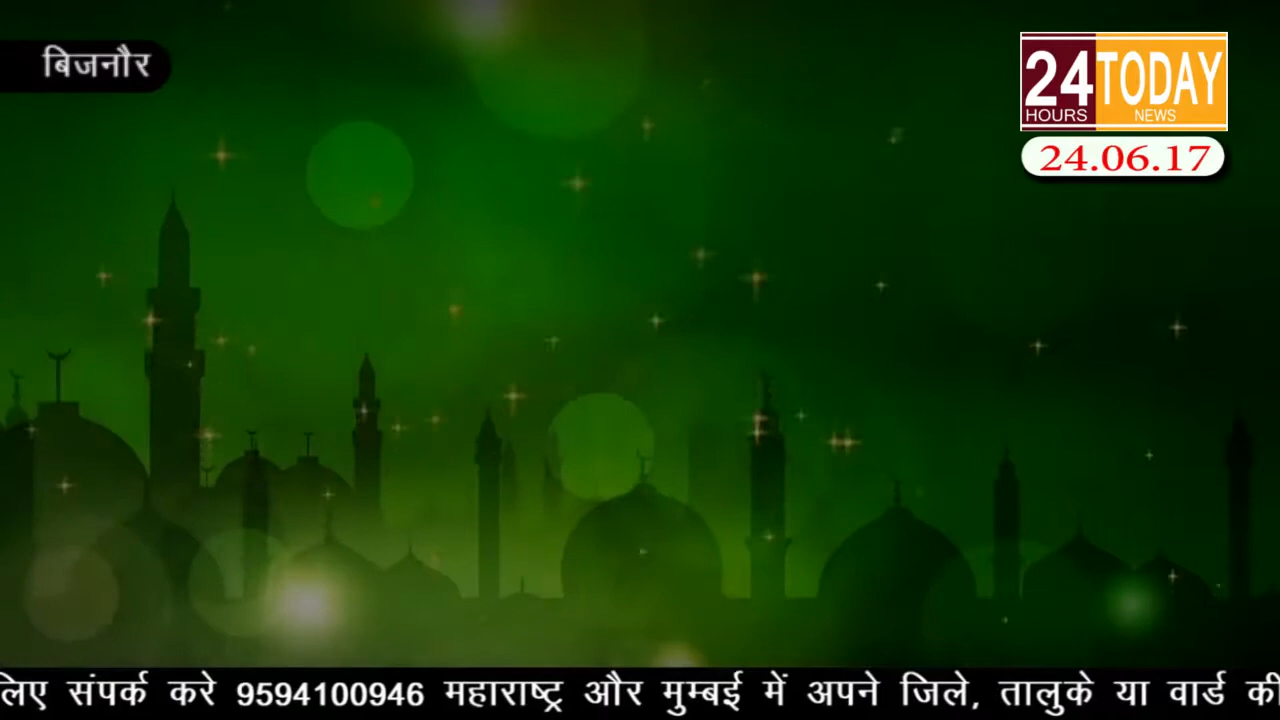 बिजनौर
24 TODAY
HOURS NEWS
24.06.17
लिए संपर्क करे 9594100946 महाराष्ट्र और मुम्बई में अपने जिले, तालुके या वार्ड की